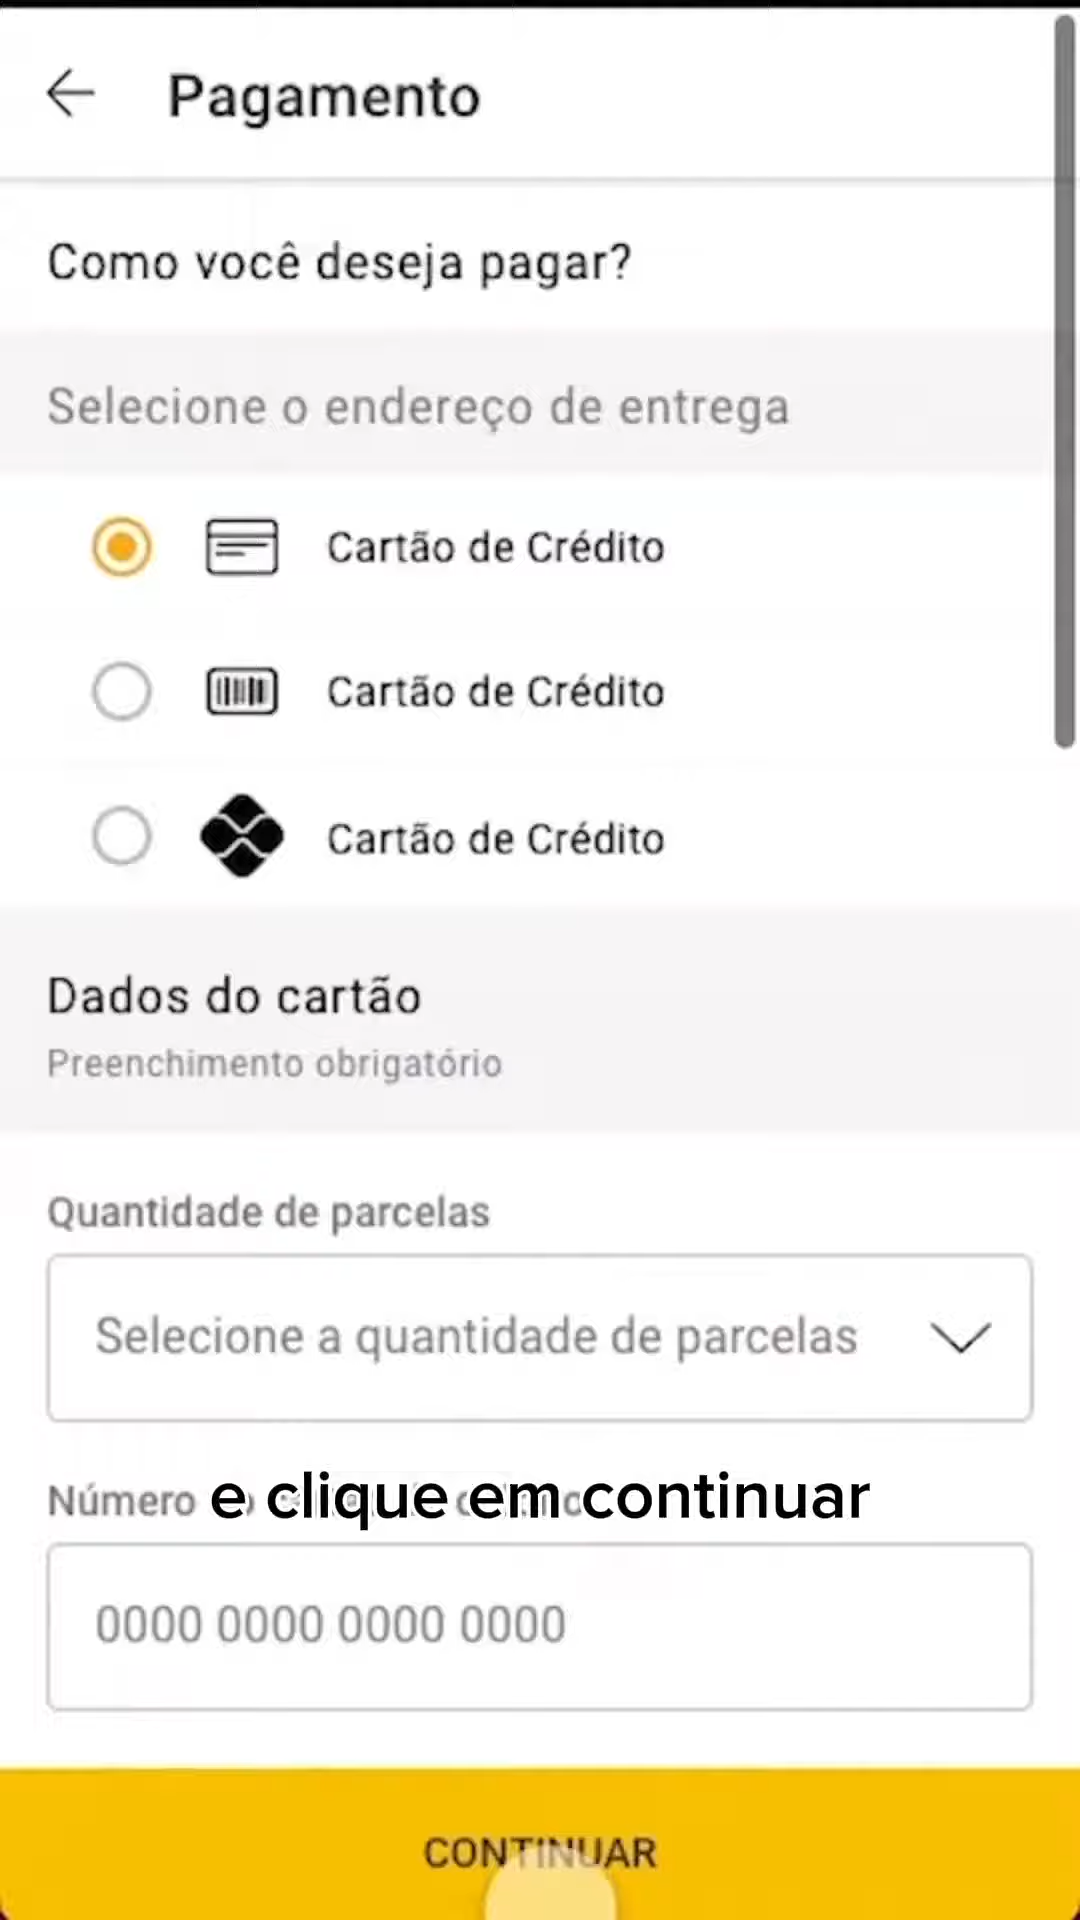 Pagamento
Como você deseja pagar?
Selecione o endereço de entrega
Cartão de Crédito
Cartão de Crédito
Cartão de Crédito
Dados do cartão
Preenchimento obrigatório
Quantidade de parcelas
Selecione a quantidade de parcelas
Número
e clique em continuar
0000 0000 0000 0000
CONTINUAR